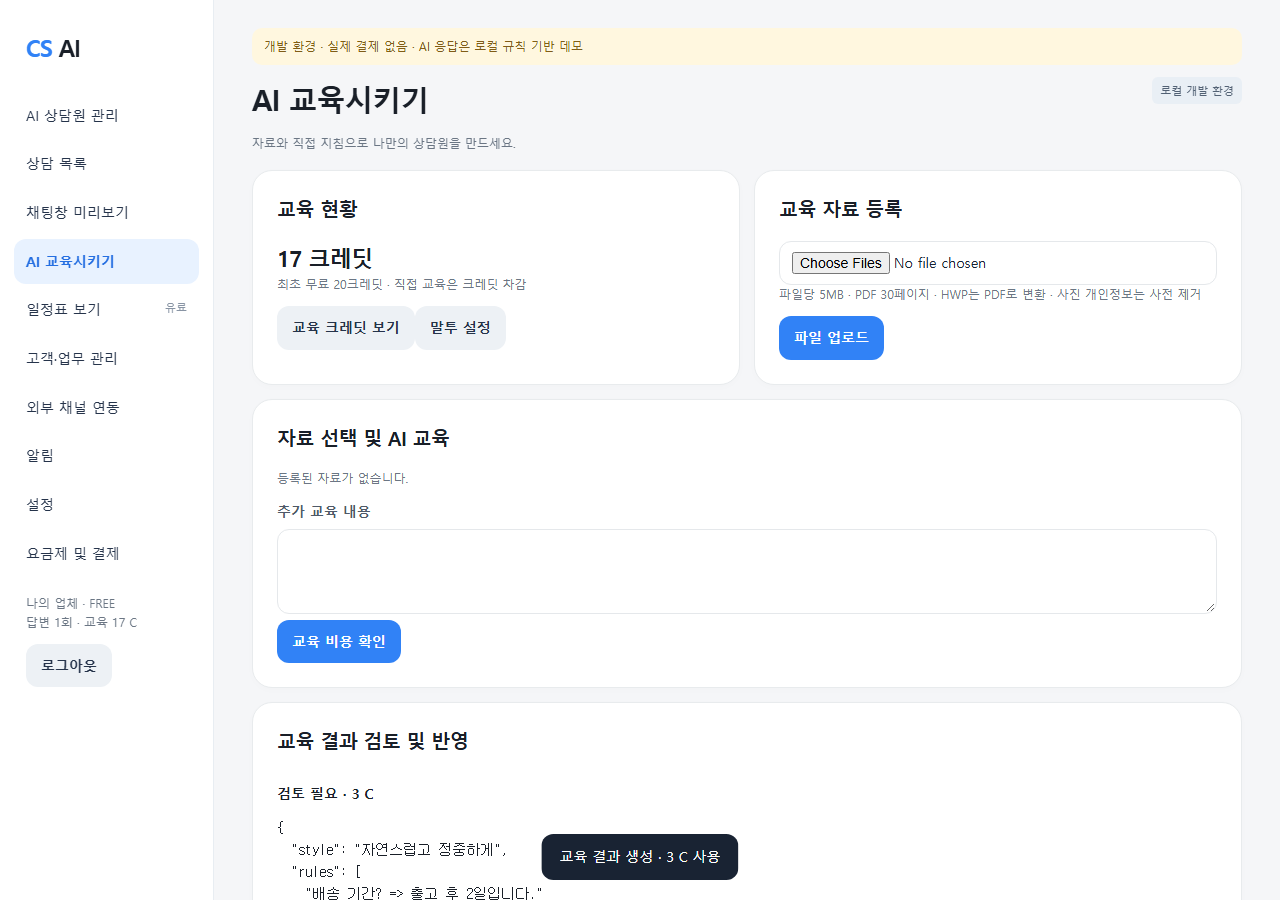 CS AI
AI 상담원 관리
상담 목록
채팅창 미리보기
AI 교육시키기
일정표 보기 유료
고객·업무 관리
외부 채널 연동
알림
설정
요금제 및 결제
나의 업체 · FREE
답변 1회 · 교육 17 C
로그아웃
개발 환경 · 실제 결제 없음 · AI 응답은 로컬 규칙 기반 데모
AI 교육시키기
로컬 개발 환경
자료와 직접 지침으로 나만의 상담원을 만드세요.
교육 현황
17 크레딧
최초 무료 20크레딧 · 직접 교육은 크레딧 차감
교육 크레딧 보기 말투 설정
교육 자료 등록
Choose Files No file chosen
파일당 5MB · PDF 30페이지 · HWP는 PDF로 변환 · 사진 개인정보는 사전 제거
파일 업로드
자료 선택 및 AI 교육
등록된 자료가 없습니다.
추가 교육 내용
교육 비용 확인
교육 결과 검토 및 반영
검토 필요 · 3 C
{
"style": "자연스럽고 정중하게",
"rules": [
"배송 기간? => 출고 후 2일입니다."
교육 결과 생성 · 3 C 사용